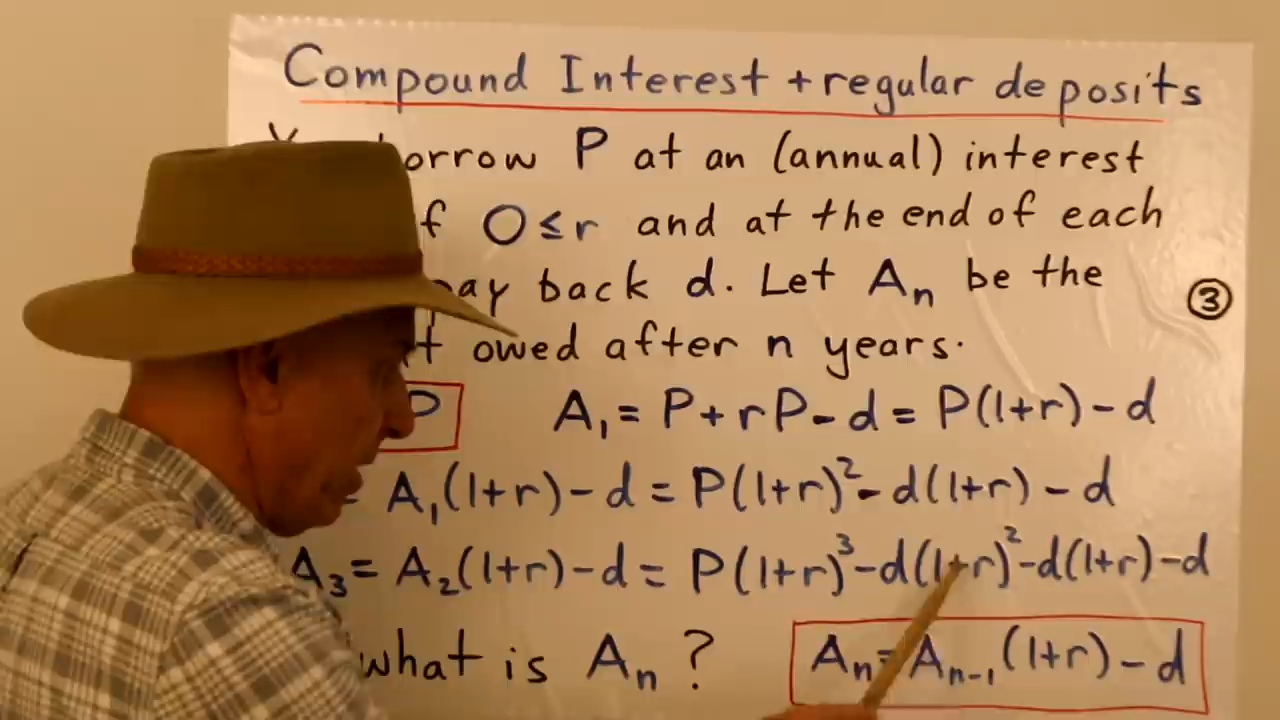 Compound Interest + regular deposits
orrow P at an (annual) interest
f 0 ≤ r and at the end of each
pay back d. Let Aₙ be the
③
owed after n years.
P A₁ = P + rP - d = P(1+r) - d
= A₁(1+r) - d = P(1+r)² - d(1+r) - d
A₃ = A₂(1+r) - d = P(1+r)³ - d(1+r)² - d(1+r) - d
what is Aₙ ? Aₙ = Aₙ₋₁(1+r) - d